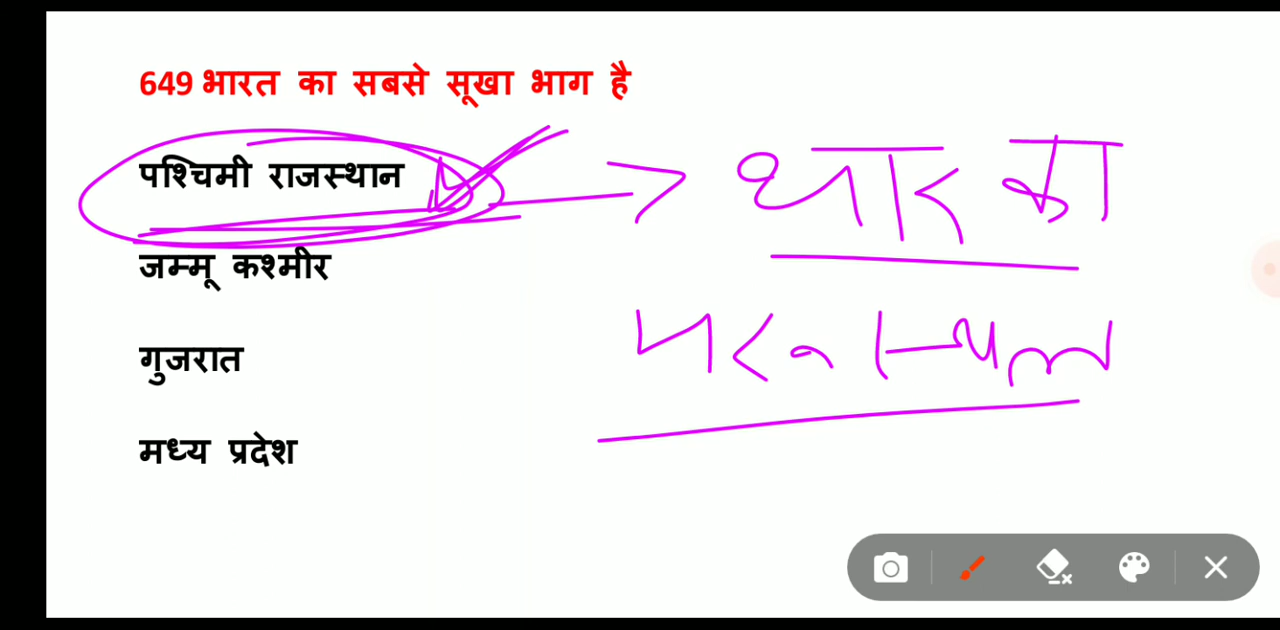 649 भारत का सबसे सूखा भाग है
पश्चिमी राजस्थान
थार का
जम्मू कश्मीर
मरुस्थल
गुजरात
मध्य प्रदेश